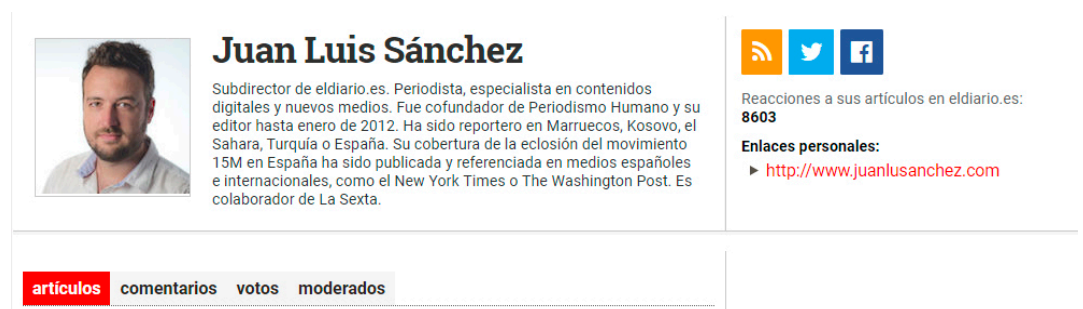 Juan Luis Sánchez
Subdirector de eldiario.es. Periodista, especialista en contenidos
digitales y nuevos medios. Fue cofundador de Periodismo Humano y su
editor hasta enero de 2012. Ha sido reportero en Marruecos, Kosovo, el
Sahara, Turquía o España. Su cobertura de la eclosión del movimiento
15M en España ha sido publicada y referenciada en medios españoles
e internacionales, como el New York Times o The Washington Post. Es
colaborador de La Sexta.
Reacciones a sus artículos en eldiario.es:
8603
Enlaces personales:
http://www.juanlusanchez.com
artículos comentarios votos moderados